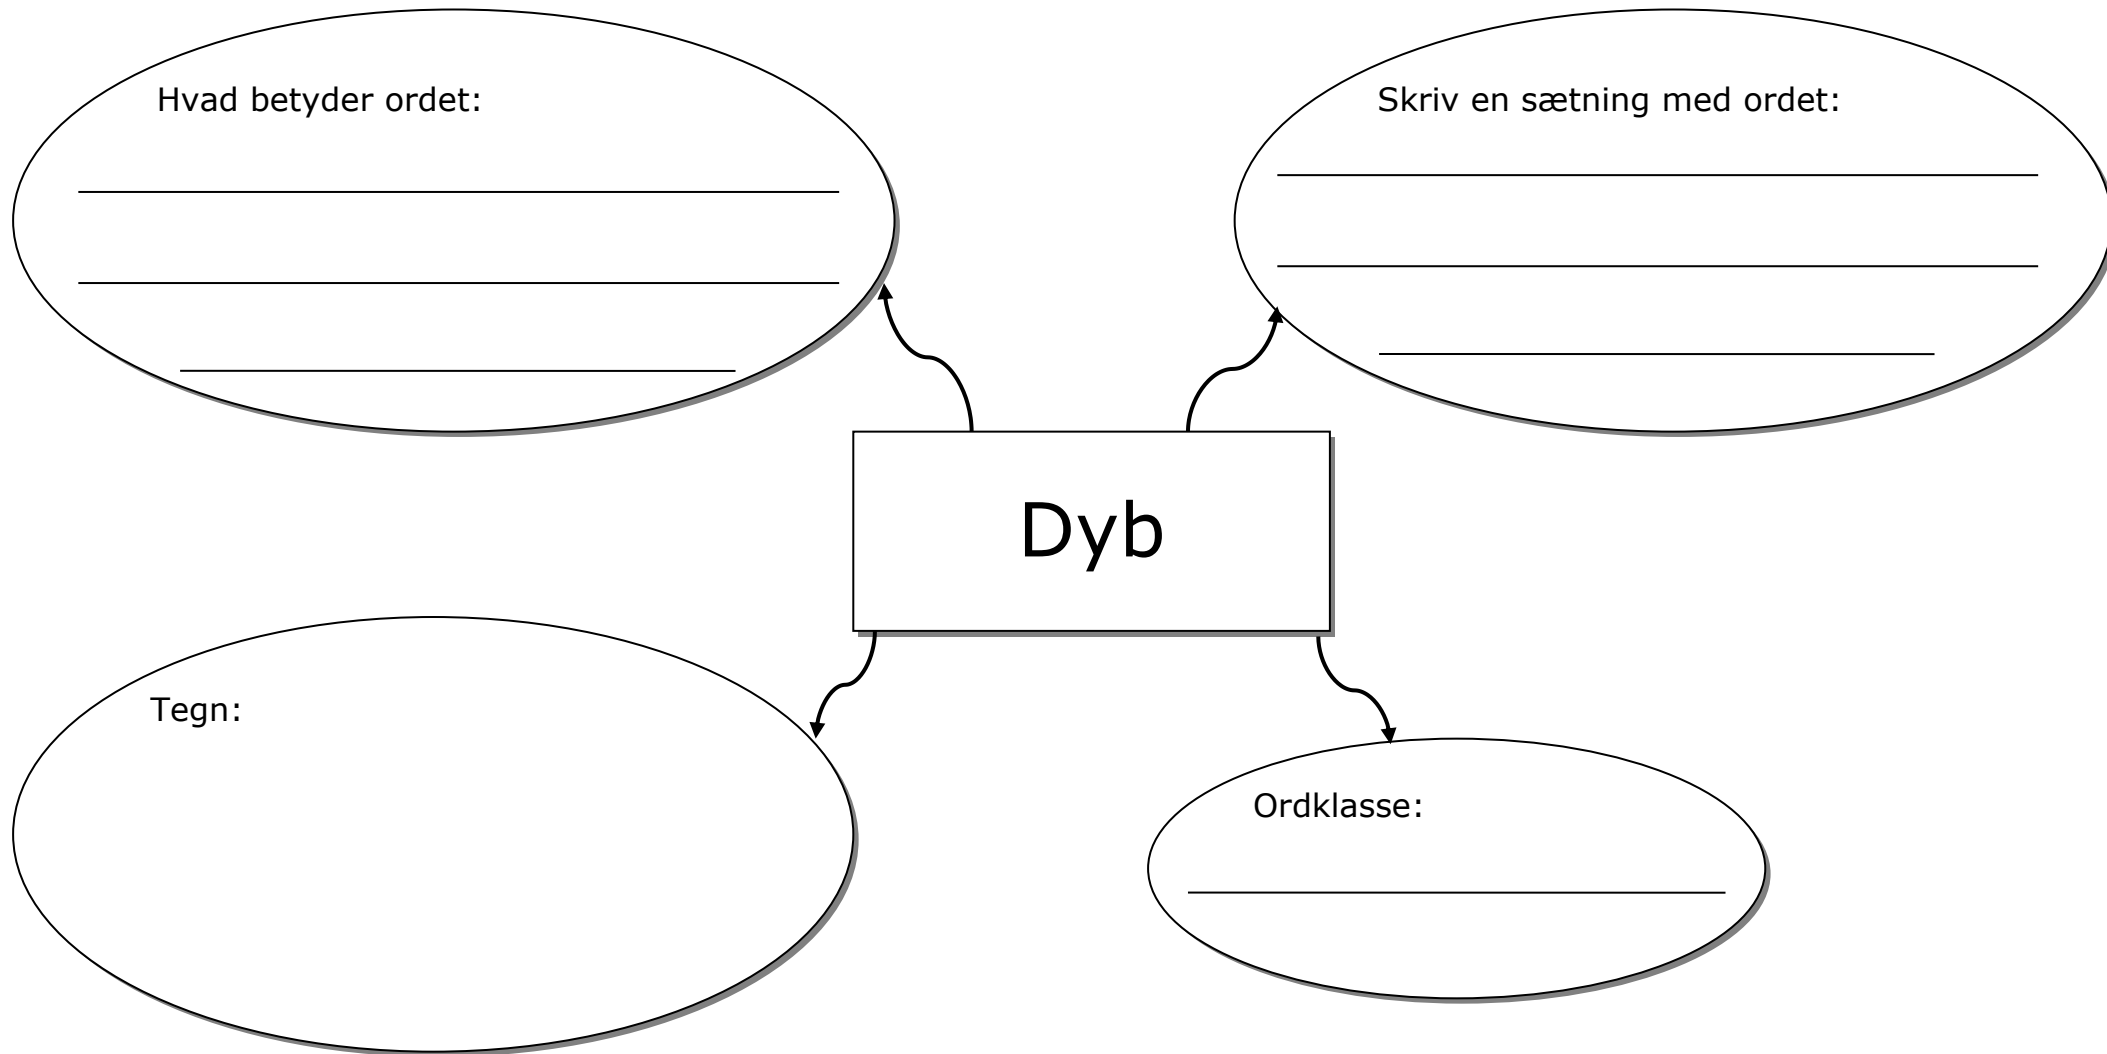 Hvad betyder ordet:
Skriv en sætning med ordet:
Dyb
Tegn:
Ordklasse: